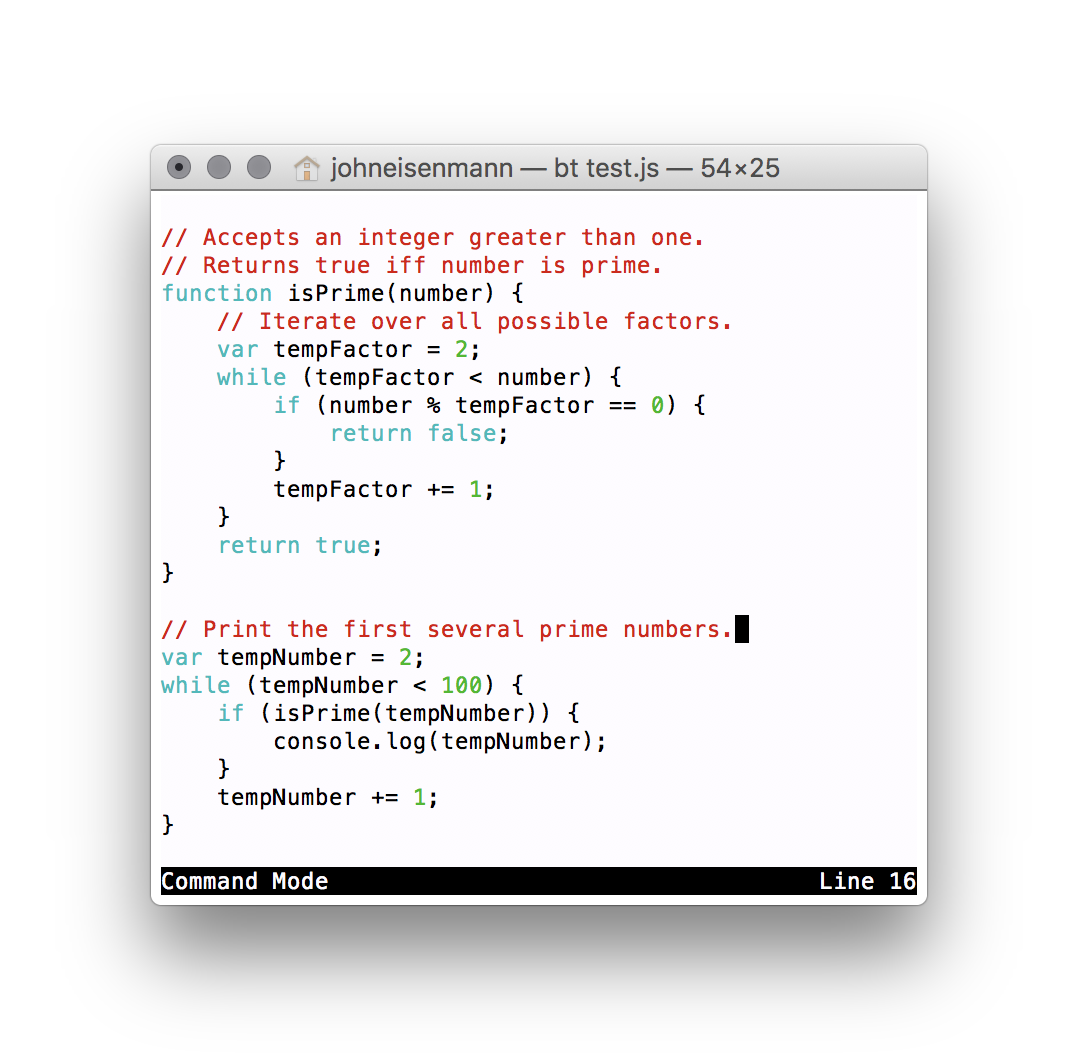 johneisenmann — bt test.js — 54×25
// Accepts an integer greater than one.
// Returns true iff number is prime.
function isPrime(number) {
    // Iterate over all possible factors.
    var tempFactor = 2;
    while (tempFactor < number) {
        if (number % tempFactor == 0) {
            return false;
        }
        tempFactor += 1;
    }
    return true;
}

// Print the first several prime numbers.
var tempNumber = 2;
while (tempNumber < 100) {
    if (isPrime(tempNumber)) {
        console.log(tempNumber);
    }
    tempNumber += 1;
}

Command Mode Line 16